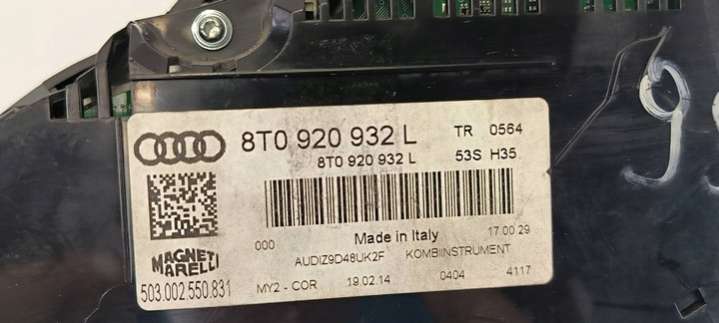 8T0 920 932 L TR 0564
8T0 920 932 L 53S H35
000 Made in Italy 17.00 29
AUDIZ9D48UK2F KOMBIINSTRUMENT
MAGNETI
MARELLI
503.002.550.831 MY2 - COR 19.02.14 0404 4117